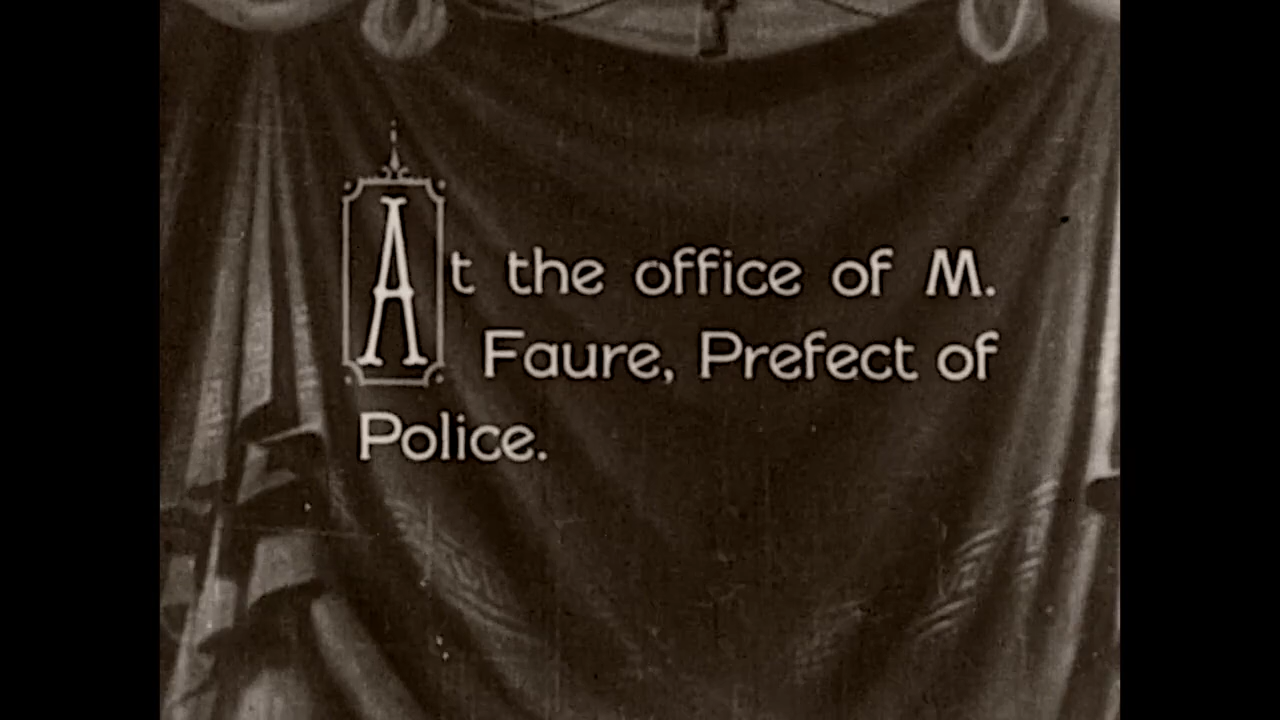 At the office of M.
Faure, Prefect of
Police.